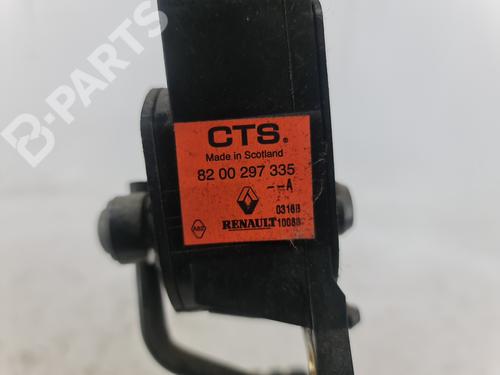 B-PARTS
CTS.
Made in Scotland
82 00 297 335
--A
0316B
RENAULT 10088